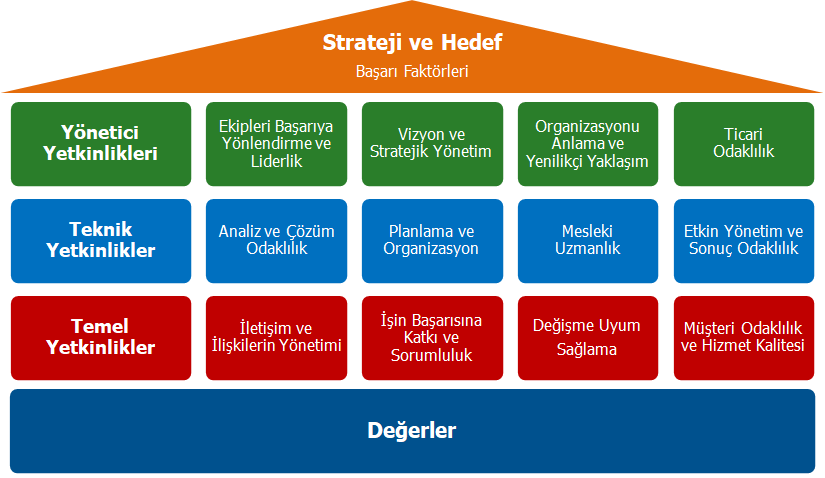 Strateji ve Hedef
Başarı Faktörleri
Yönetici
Yetkinlikleri
Ekipleri Başarıya
Yönlendirme ve
Liderlik
Vizyon ve
Stratejik Yönetim
Organizasyonu
Anlama ve
Yenilikçi Yaklaşım
Ticari
Odaklılık
Teknik
Yetkinlikler
Analiz ve Çözüm
Odaklılık
Planlama ve
Organizasyon
Mesleki
Uzmanlık
Etkin Yönetim ve
Sonuç Odaklılık
Temel
Yetkinlikler
İletişim ve
İlişkilerin Yönetimi
İşin Başarısına
Katkı ve
Sorumluluk
Değişme Uyum
Sağlama
Müşteri Odaklılık
ve Hizmet Kalitesi
Değerler